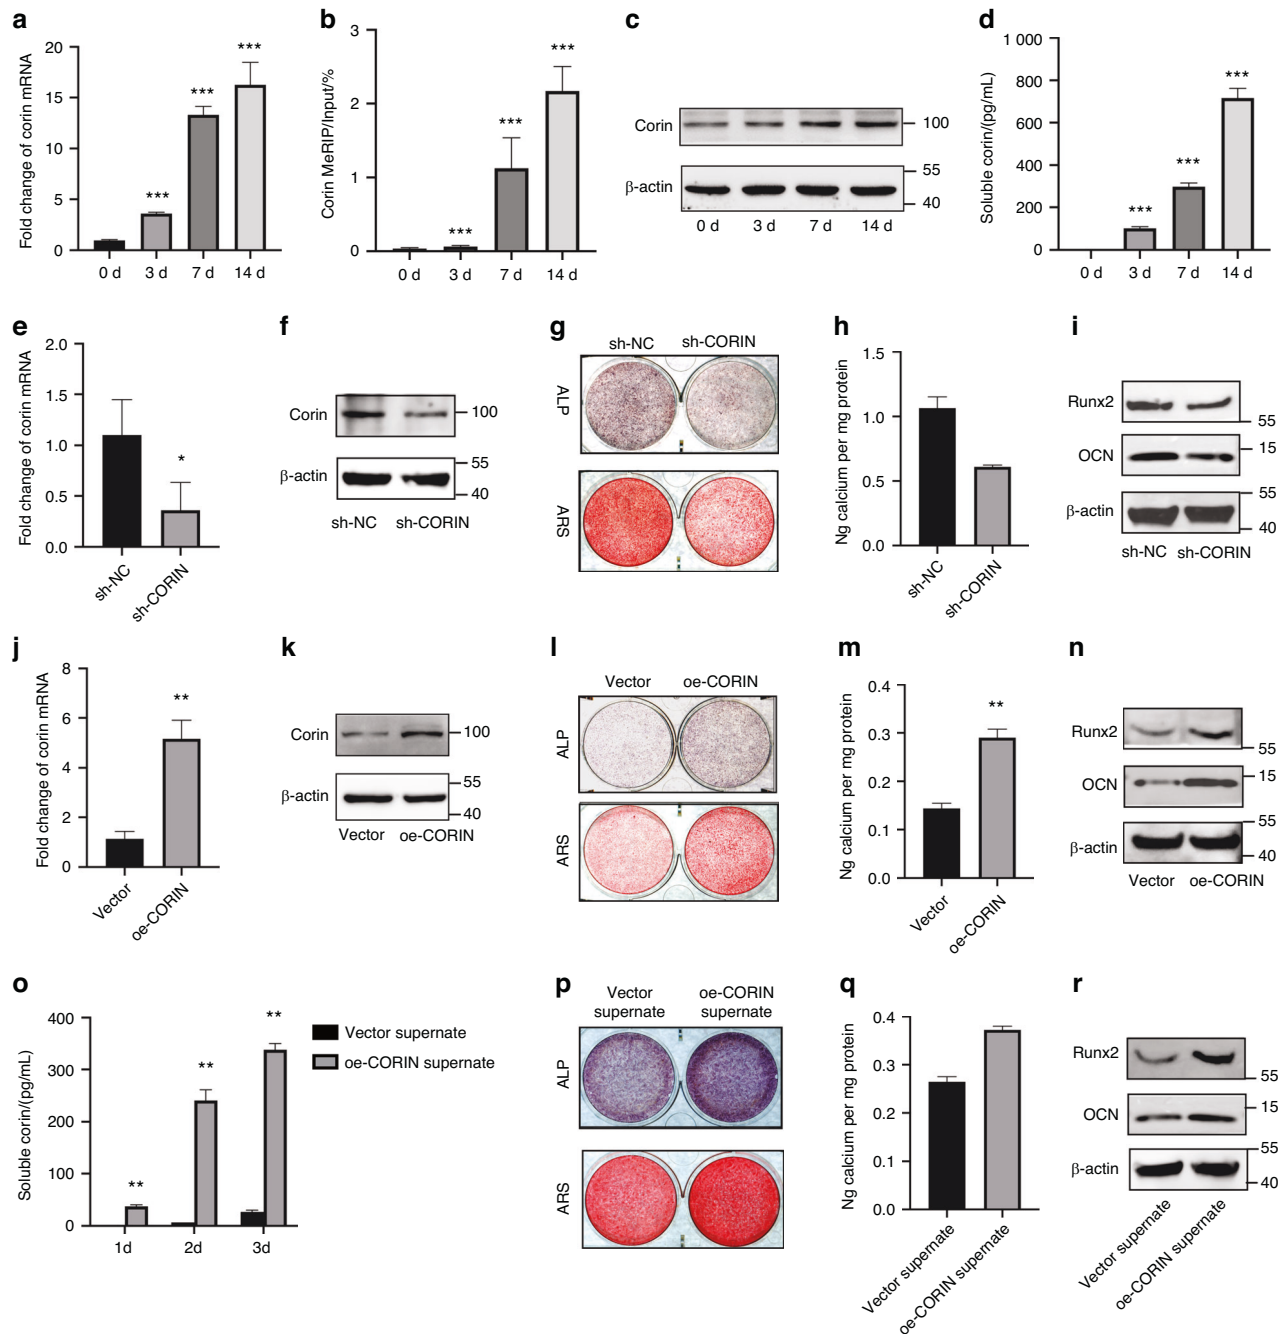 a
Fold change of corin mRNA
20
15
10
5
0
***
***
***
0 d 3 d 7 d 14 d
b
Corin MeRIP/Input/%
3
2
1
0
***
***
***
0 d 3 d 7 d 14 d
c
Corin
100
β-actin
55
40
0 d 3 d 7 d 14 d
d
Soluble corin/(pg/mL)
1 000
800
600
400
200
0
***
***
***
0 d 3 d 7 d 14 d
e
Fold change of corin mRNA
2.0
1.5
1.0
0.5
0.0
*
sh-NC
sh-CORIN
f
Corin
100
β-actin
55
40
sh-NC sh-CORIN
g
sh-NC sh-CORIN
ALP
ARS
h
Ng calcium per mg protein
1.5
1.0
0.5
0.0
sh-NC
sh-CORIN
i
Runx2
55
OCN
15
β-actin
55
40
sh-NC sh-CORIN
j
Fold change of corin mRNA
8
6
4
2
0
**
Vector
oe-CORIN
k
Corin
100
β-actin
55
40
Vector oe-CORIN
l
Vector oe-CORIN
ALP
ARS
m
Ng calcium per mg protein
0.4
0.3
0.2
0.1
0.0
**
Vector
oe-CORIN
n
Runx2
55
OCN
15
β-actin
55
40
Vector oe-CORIN
o
Soluble corin/(pg/mL)
400
300
200
100
0
**
**
**
1d 2d 3d
Vector supernate
oe-CORIN supernate
p
Vector supernate
oe-CORIN supernate
ALP
ARS
q
Ng calcium per mg protein
0.4
0.3
0.2
0.1
0.0
Vector supernate
oe-CORIN supernate
r
Runx2
55
OCN
15
β-actin
55
40
Vector supernate
oe-CORIN supernate